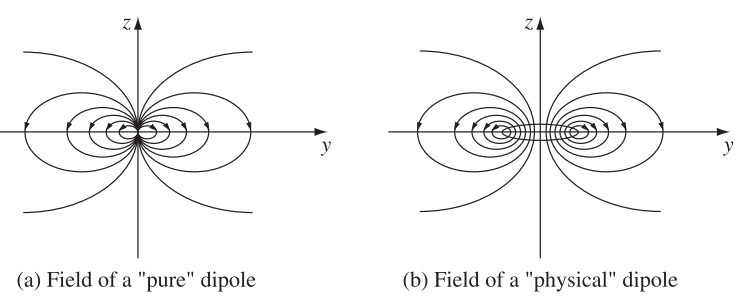 z
y
(a) Field of a "pure" dipole
z
y
(b) Field of a "physical" dipole